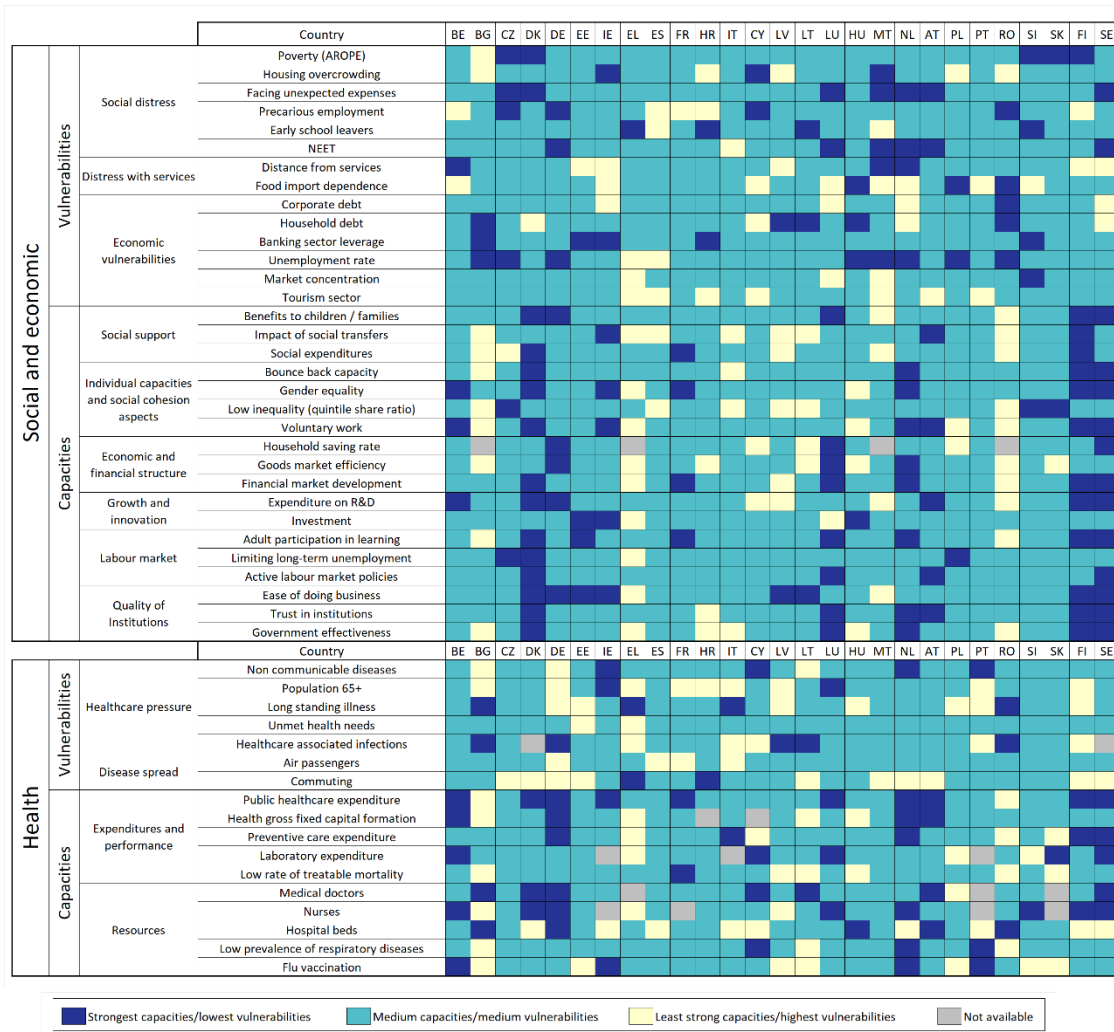 Country BE BG CZ DK DE EE IE EL ES FR HR IT CY LV LT LU HU MT NL AT PL PT RO SI SK FI SE
Social and economic
Vulnerabilities
Social distress
Poverty (AROPE)
Housing overcrowding
Facing unexpected expenses
Precarious employment
Early school leavers
NEET
Distress with services
Distance from services
Food import dependence
Economic
vulnerabilities
Corporate debt
Household debt
Banking sector leverage
Unemployment rate
Market concentration
Tourism sector
Capacities
Social support
Benefits to children / families
Impact of social transfers
Social expenditures
Individual capacities
and social cohesion
aspects
Bounce back capacity
Gender equality
Low inequality (quintile share ratio)
Voluntary work
Economic and
financial structure
Household saving rate
Goods market efficiency
Financial market development
Growth and
innovation
Expenditure on R&D
Investment
Labour market
Adult participation in learning
Limiting long-term unemployment
Active labour market policies
Quality of
Institutions
Ease of doing business
Trust in institutions
Government effectiveness
Country BE BG CZ DK DE EE IE EL ES FR HR IT CY LV LT LU HU MT NL AT PL PT RO SI SK FI SE
Health
Vulnerabilities
Healthcare pressure
Non communicable diseases
Population 65+
Long standing illness
Unmet health needs
Disease spread
Healthcare associated infections
Air passengers
Commuting
Capacities
Expenditures and
performance
Public healthcare expenditure
Health gross fixed capital formation
Preventive care expenditure
Laboratory expenditure
Low rate of treatable mortality
Resources
Medical doctors
Nurses
Hospital beds
Low prevalence of respiratory diseases
Flu vaccination
Strongest capacities/lowest vulnerabilities
Medium capacities/medium vulnerabilities
Least strong capacities/highest vulnerabilities
Not available